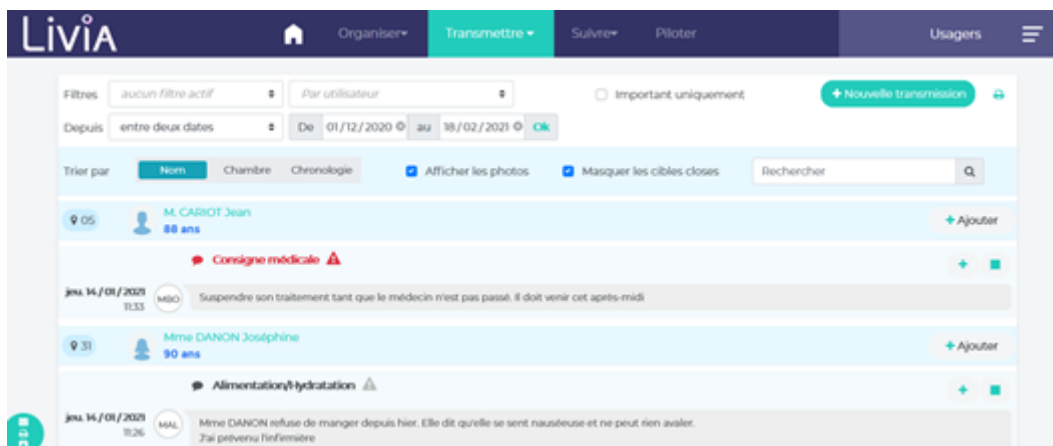 LiviA
Organiser Transmettre Suivre Piloter Usagers
Filtres aucun filtre actif Par utilisateur Important uniquement + Nouvelle transmission
Depuis entre deux dates De 01/12/2020 au 18/02/2021 Ok
Trier par Nom Chambre Chronologie Afficher les photos Masquer les cibles closes Rechercher
05 M. CARIOT Jean + Ajouter
88 ans
Consigne médicale
jeu. 14/01/2021 MBO Suspendre son traitement tant que le médecin n'est pas passé. Il doit venir cet après-midi
11:33
31 Mme DANON Joséphine + Ajouter
90 ans
Alimentation/Hydratation
jeu. 14/01/2021 MAL Mme DANON refuse de manger depuis hier. Elle dit qu'elle se sent nauséeuse et ne peut rien avaler.
11:26 J'ai prévenu l'infirmière